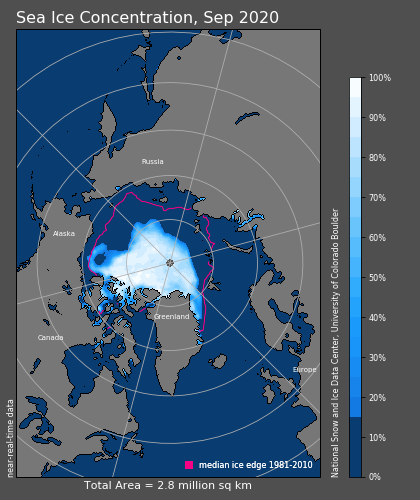 Sea Ice Concentration, Sep 2020
Russia
Alaska
Greenland
Canada
Europe
near-real-time data
median ice edge 1981-2010
Total Area = 2.8 million sq km
National Snow and Ice Data Center, University of Colorado Boulder
100%
90%
80%
70%
60%
50%
40%
30%
20%
10%
0%